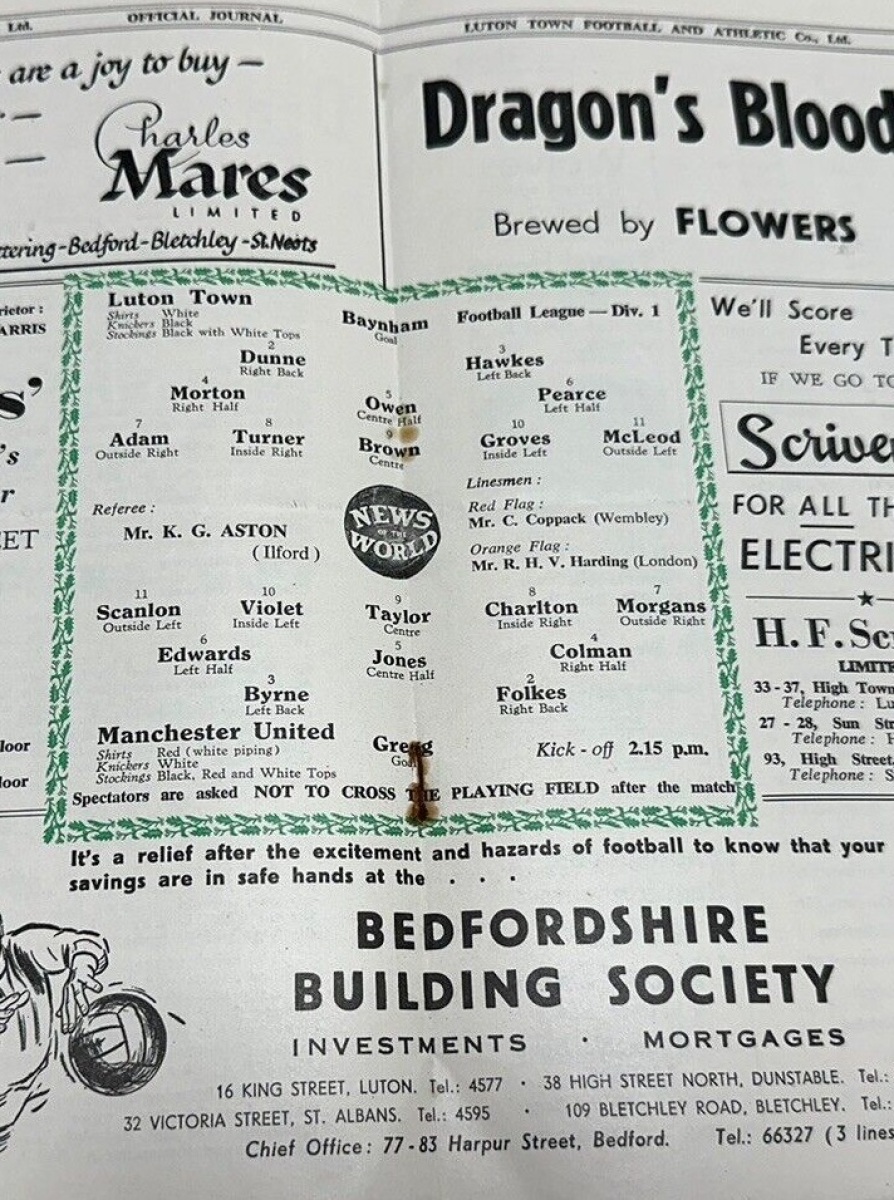 Ltd. OFFICIAL JOURNAL
LUTON TOWN FOOTBALL AND ATHLETIC Co., Ltd.
are a joy to buy —
Charles
Mares
LIMITED
Bedford - Bletchley - St. Neots
Dragon's Blood
Brewed by FLOWERS
ARRIS
s'
's
r
EET
loor
loor
Luton Town
Shirts White
Knickers Black
Stockings Black with White Tops
Baynham
Goal
Football League — Div. 1
2
Dunne
Right Back
3
Hawkes
Left Back
4
Morton
Right Half
5
Owen
Centre Half
6
Pearce
Left Half
7
Adam
Outside Right
8
Turner
Inside Right
9
Brown
Centre
10
Groves
Inside Left
11
McLeod
Outside Left
Referee :
Mr. K. G. ASTON
( Ilford )
NEWS
OF THE
WORLD
Linesmen :
Red Flag :
Mr. C. Coppack (Wembley)
Orange Flag :
Mr. R. H. V. Harding (London)
11
Scanlon
Outside Left
10
Violet
Inside Left
9
Taylor
Centre
8
Charlton
Inside Right
7
Morgans
Outside Right
6
Edwards
Left Half
5
Jones
Centre Half
4
Colman
Right Half
3
Byrne
Left Back
2
Folkes
Right Back
Manchester United
Shirts Red (white piping)
Knickers White
Stockings Black, Red and White Tops
Gregg
Goal
Kick - off 2.15 p.m.
Spectators are asked NOT TO CROSS THE PLAYING FIELD after the match
We'll Score
Every T
IF WE GO TO
Scrive
FOR ALL TH
ELECTRI
H. F. Sc
LIMITE
33 - 37, High Town
Telephone : Lu
27 - 28, Sun Str
Telephone : H
93, High Street,
Telephone : S
It's a relief after the excitement and hazards of football to know that your
savings are in safe hands at the . . .
BEDFORDSHIRE
BUILDING SOCIETY
INVESTMENTS · MORTGAGES
16 KING STREET, LUTON. Tel.: 4577 · 38 HIGH STREET NORTH, DUNSTABLE. Tel.:
32 VICTORIA STREET, ST. ALBANS. Tel.: 4595 · 109 BLETCHLEY ROAD, BLETCHLEY. Tel.:
Chief Office : 77 - 83 Harpur Street, Bedford. Tel.: 66327 (3 lines